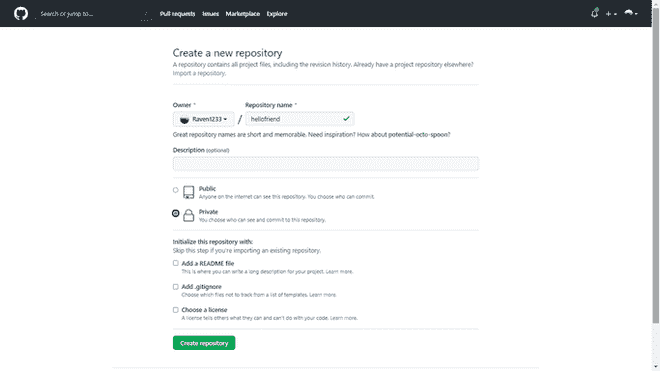 Search or jump to...
Pull requests Issues Marketplace Explore
Create a new repository
A repository contains all project files, including the revision history. Already have a project repository elsewhere?
Import a repository.
Owner * Repository name *
Raven1233 / hellofriend
Great repository names are short and memorable. Need inspiration? How about potential-octo-spoon?
Description (optional)
Public
Anyone on the internet can see this repository. You choose who can commit.
Private
You choose who can see and commit to this repository.
Initialize this repository with:
Skip this step if you're importing an existing repository.
Add a README file
This is where you can write a long description for your project. Learn more.
Add .gitignore
Choose which files not to track from a list of templates. Learn more.
Choose a license
A license tells others what they can and can't do with your code. Learn more.
Create repository